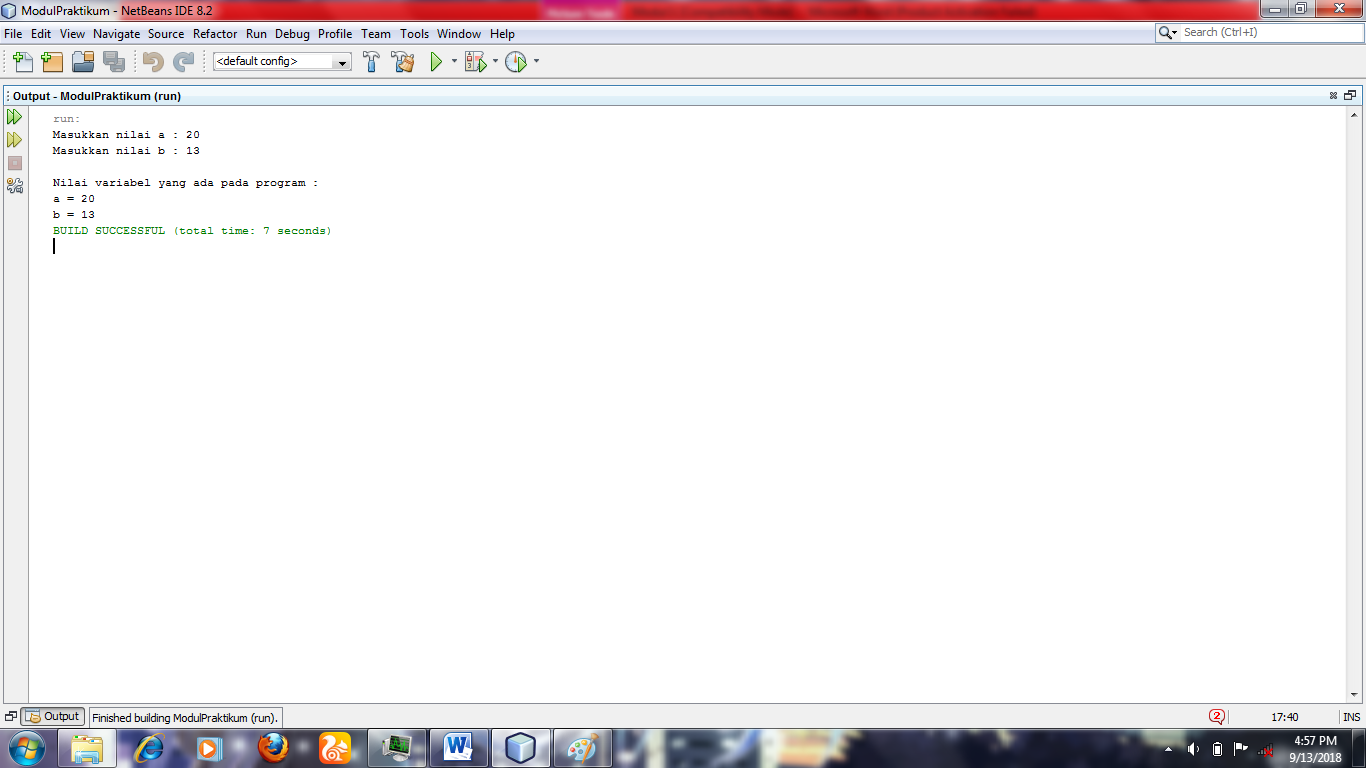 ModulPraktikum - NetBeans IDE 8.2
File Edit View Navigate Source Refactor Run Debug Profile Team Tools Window Help
Search (Ctrl+I)
<default config>
Output - ModulPraktikum (run)
run:
Masukkan nilai a : 20
Masukkan nilai b : 13
Nilai variabel yang ada pada program :
a = 20
b = 13
BUILD SUCCESSFUL (total time: 7 seconds)
Output
Finished building ModulPraktikum (run).
2
17:40
INS
4:57 PM
9/13/2018